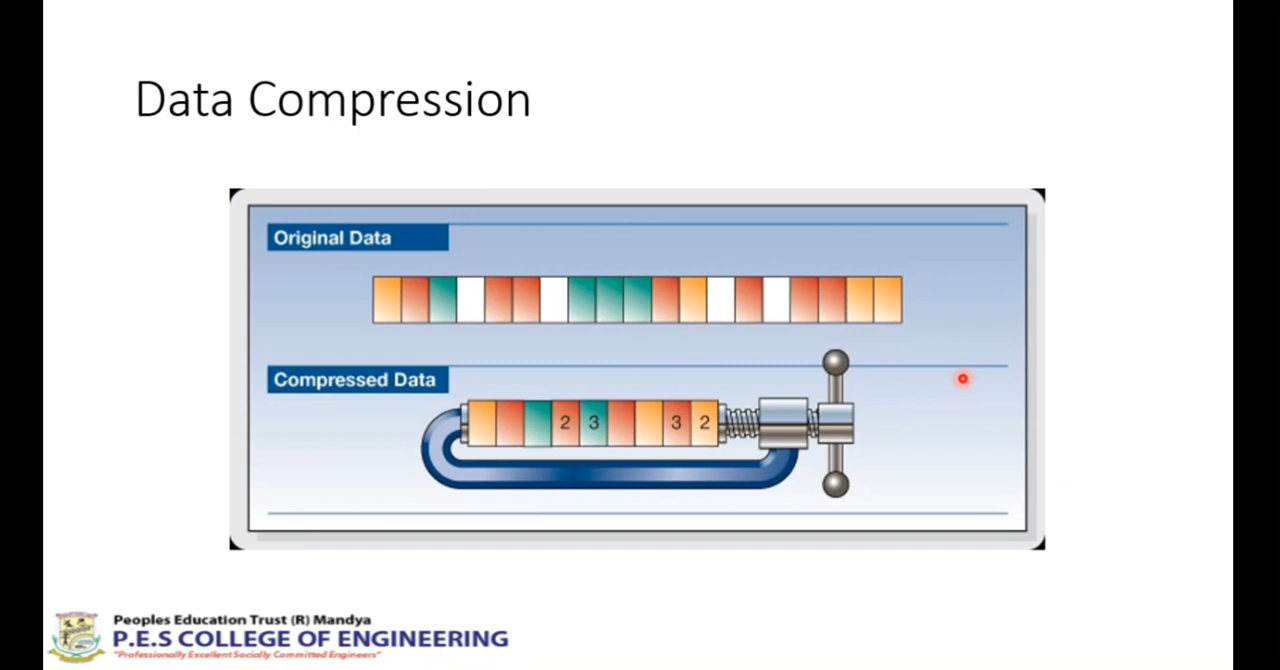 Data Compression
Original Data
Compressed Data
2 3 3 2
Peoples Education Trust (R) Mandya
P.E.S COLLEGE OF ENGINEERING
"Professionally Excellent Socially Committed Engineers"